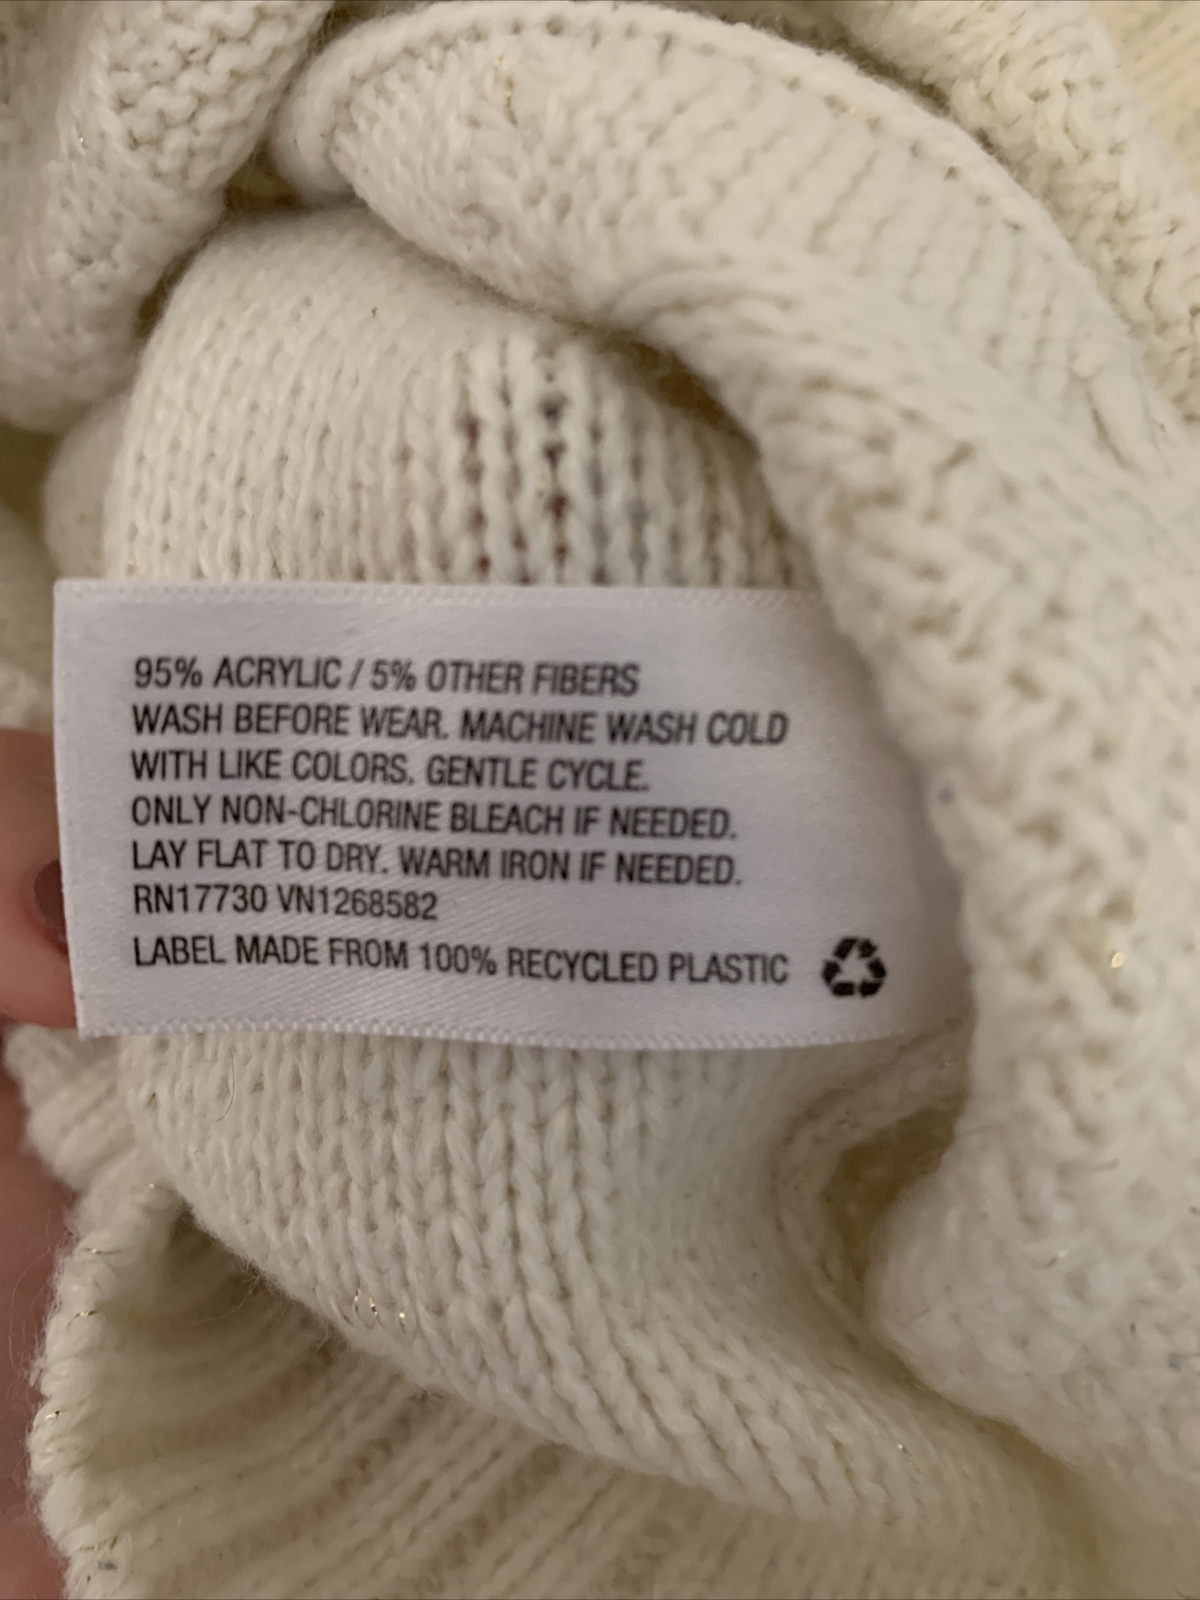 95% ACRYLIC / 5% OTHER FIBERS
WASH BEFORE WEAR. MACHINE WASH COLD
WITH LIKE COLORS. GENTLE CYCLE.
ONLY NON-CHLORINE BLEACH IF NEEDED.
LAY FLAT TO DRY. WARM IRON IF NEEDED.
RN17730 VN1268582
LABEL MADE FROM 100% RECYCLED PLASTIC